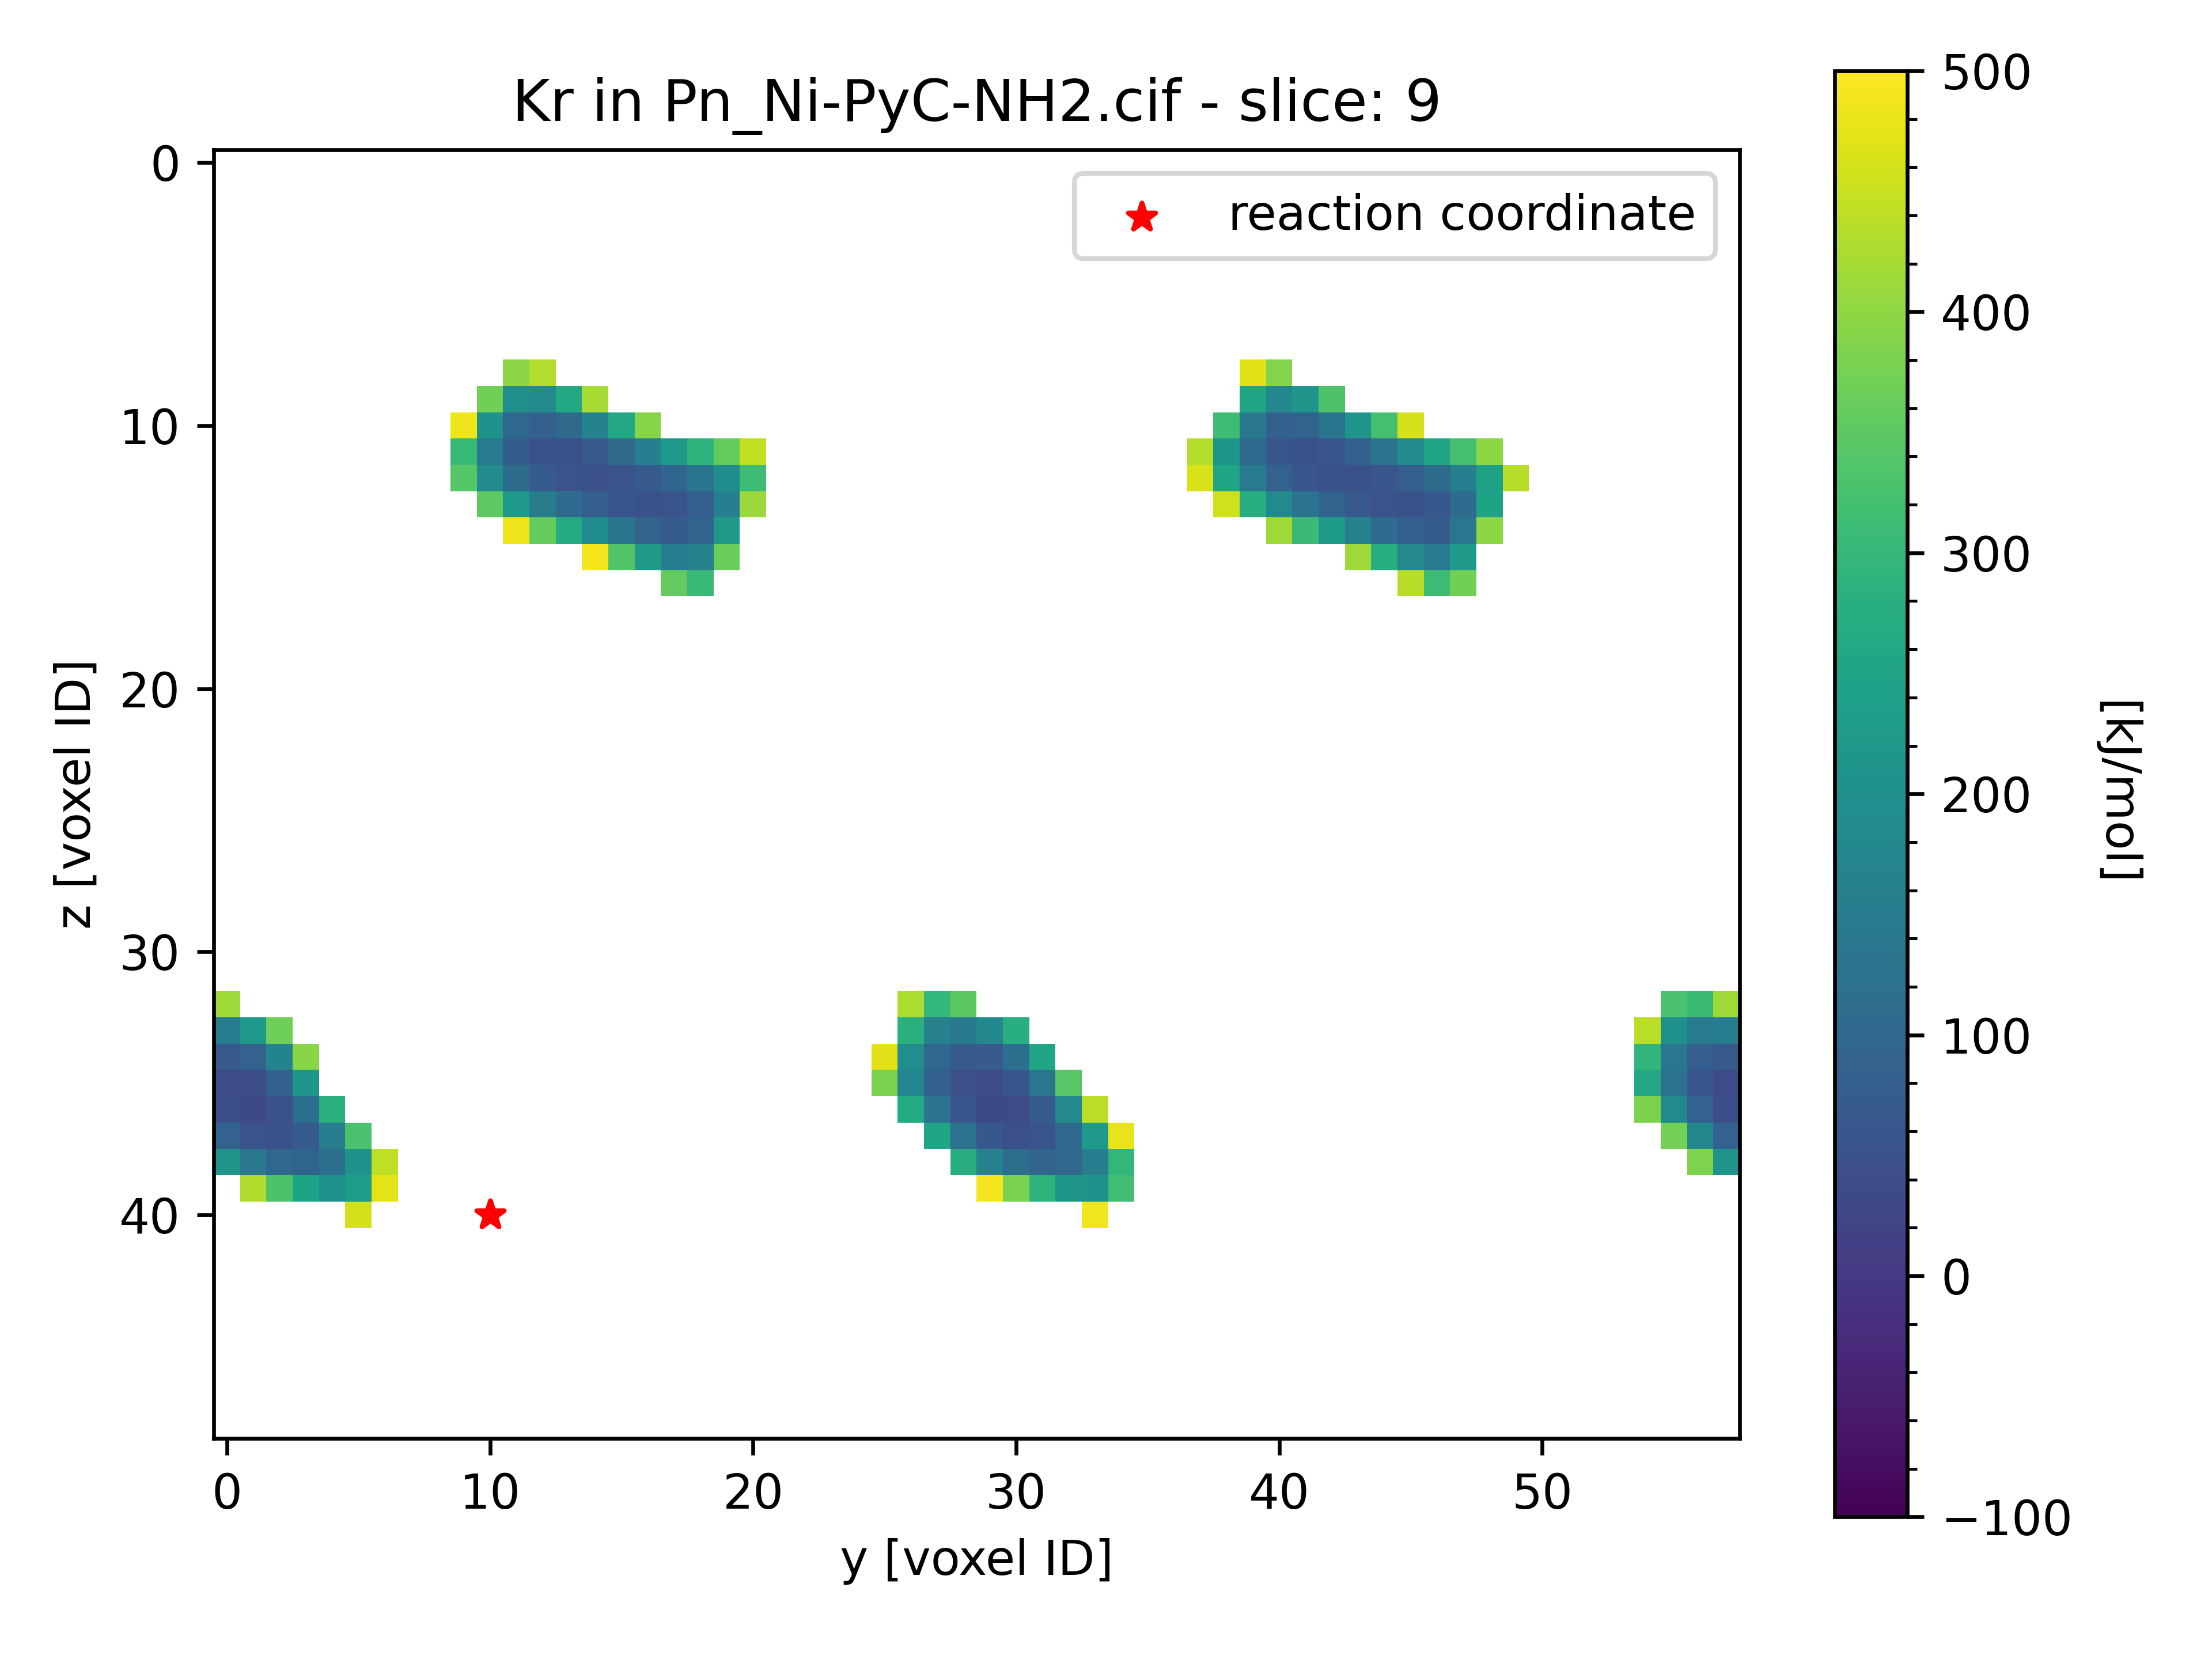 Kr in Pn_Ni-PyC-NH2.cif - slice: 9
reaction coordinate
0
10
20
30
40
z [voxel ID]
0 10 20 30 40 50
y [voxel ID]
500
400
300
200
100
0
−100
[kJ/mol]